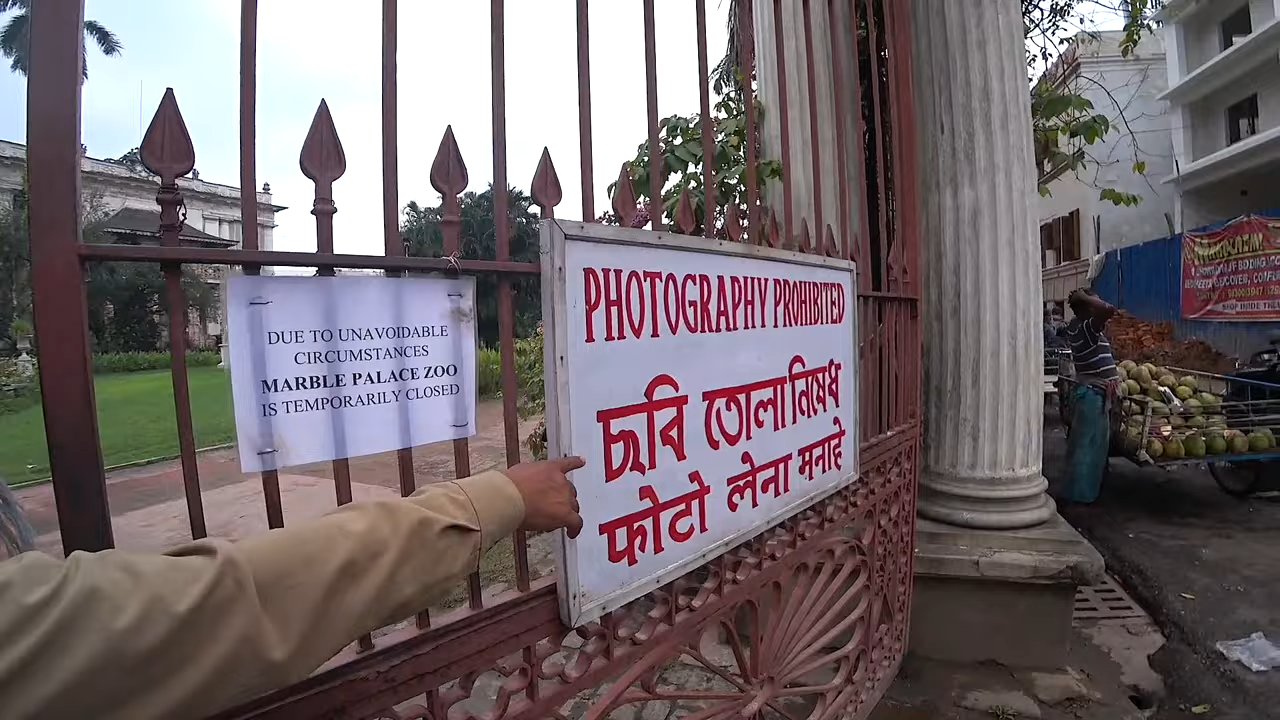 DUE TO UNAVOIDABLE
CIRCUMSTANCES
MARBLE PALACE ZOO
IS TEMPORARILY CLOSED
PHOTOGRAPHY PROHIBITED
ছবি তোলা নিষেধ
फोटो लेना मनाहे